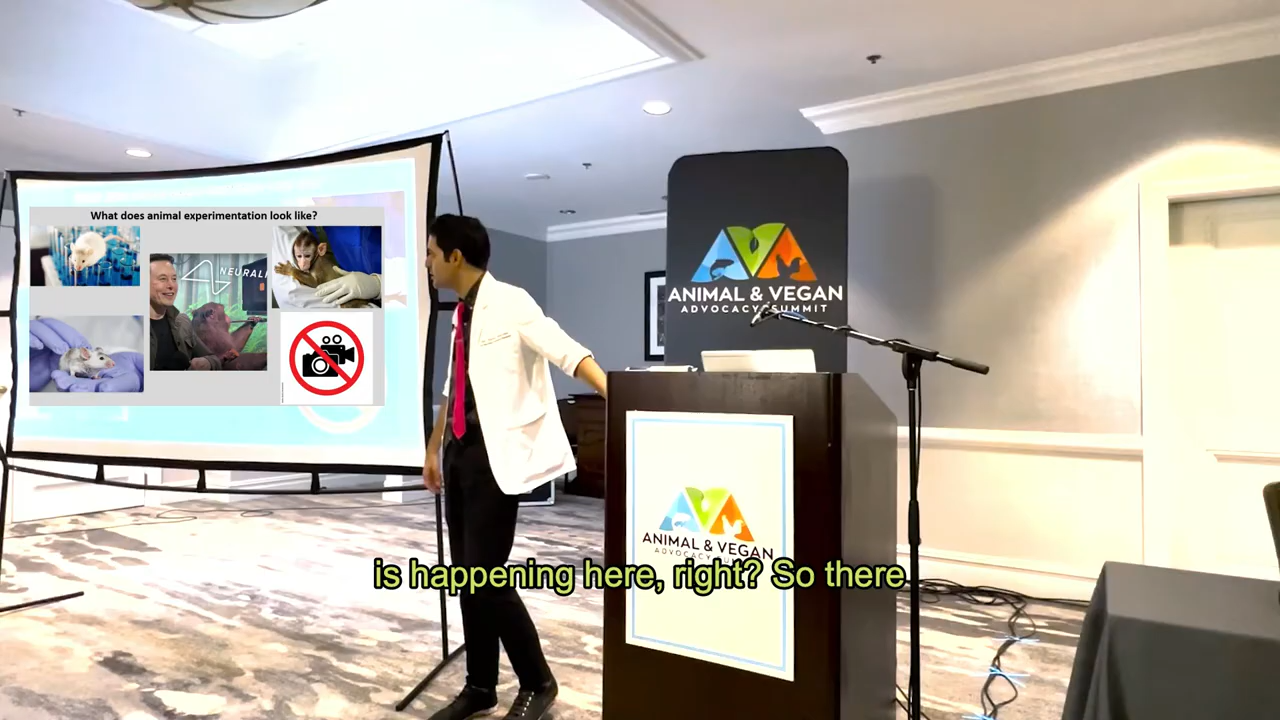 What does animal experimentation look like?
NEURALI
ANIMAL & VEGAN
ADVOCACY SUMMIT
ANIMAL & VEGAN
ADVOCACY
is happening here, right? So there